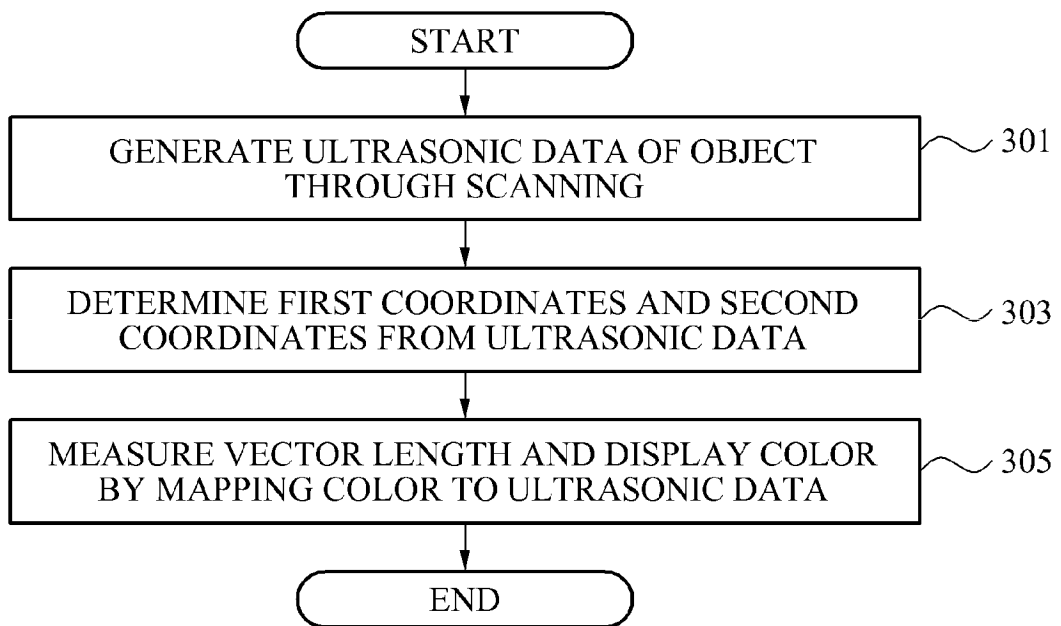 START
GENERATE ULTRASONIC DATA OF OBJECT
THROUGH SCANNING
301
DETERMINE FIRST COORDINATES AND SECOND
COORDINATES FROM ULTRASONIC DATA
303
MEASURE VECTOR LENGTH AND DISPLAY COLOR
BY MAPPING COLOR TO ULTRASONIC DATA
305
END